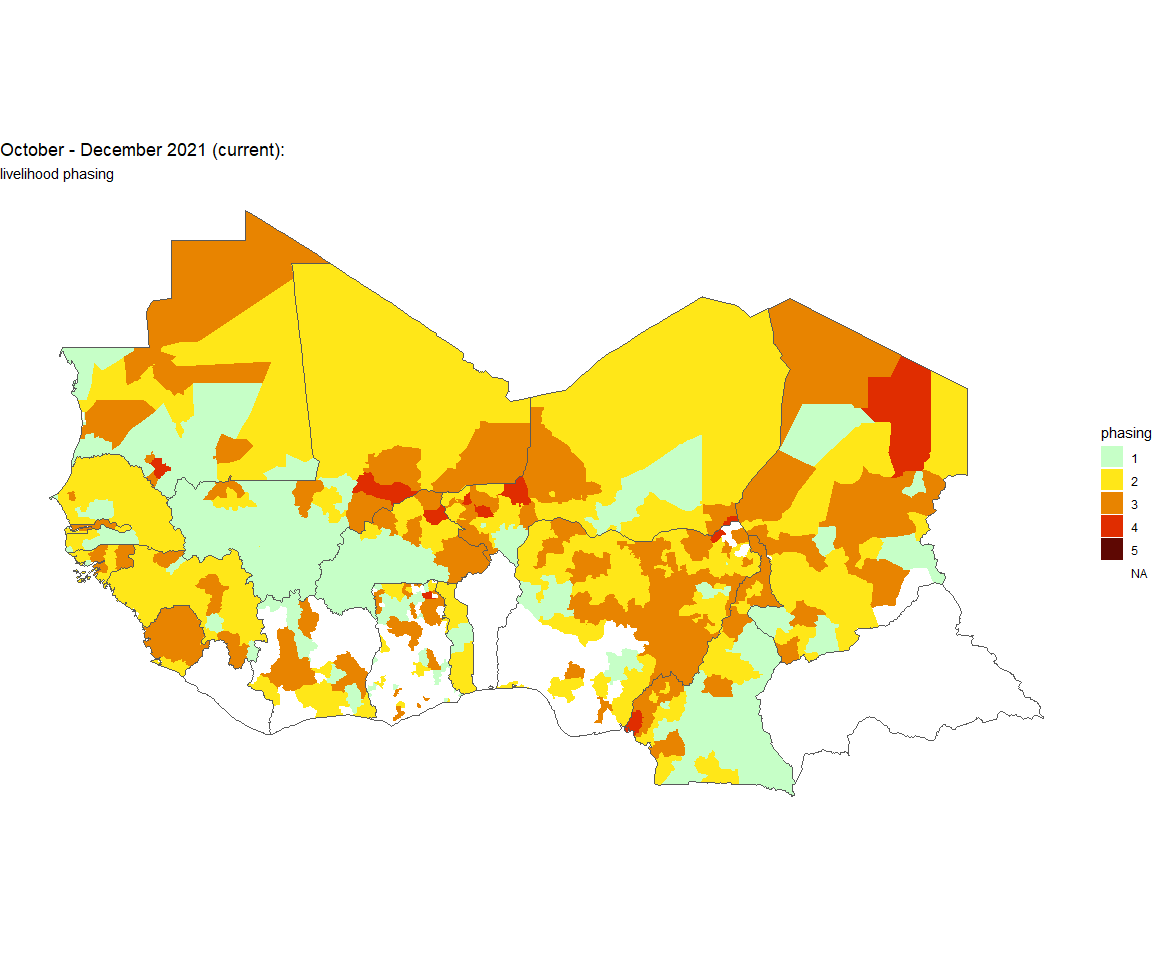 October - December 2021 (current):
livelihood phasing
phasing
1
2
3
4
5
NA